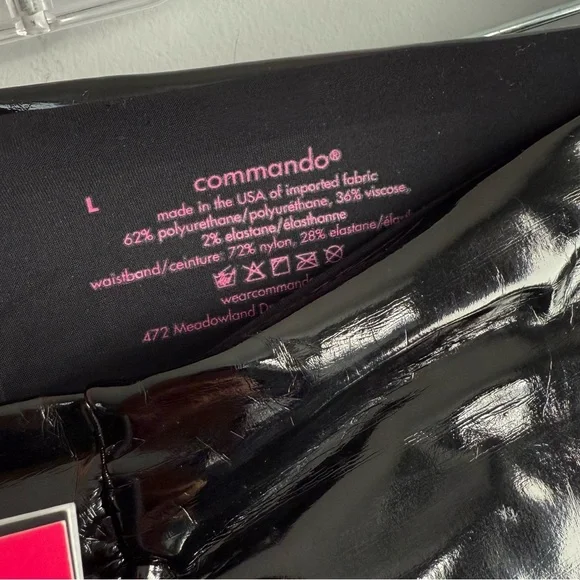 commando®
L
made in the USA of imported fabric
62% polyurethane/polyuréthane, 36% viscose,
2% elastane/élasthanne
waistband/ceinture: 72% nylon, 28% elastane/
wearcommando
472 Meadowland